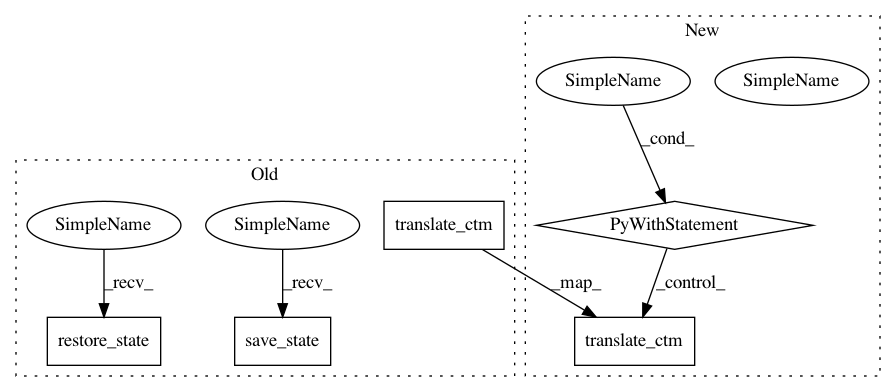 New
SimpleName
SimpleName
_cond_
Old
SimpleName
SimpleName
translate_ctm
PyWithStatement
_recv_
_recv_
_map_
_control_
restore_state
save_state
translate_ctm